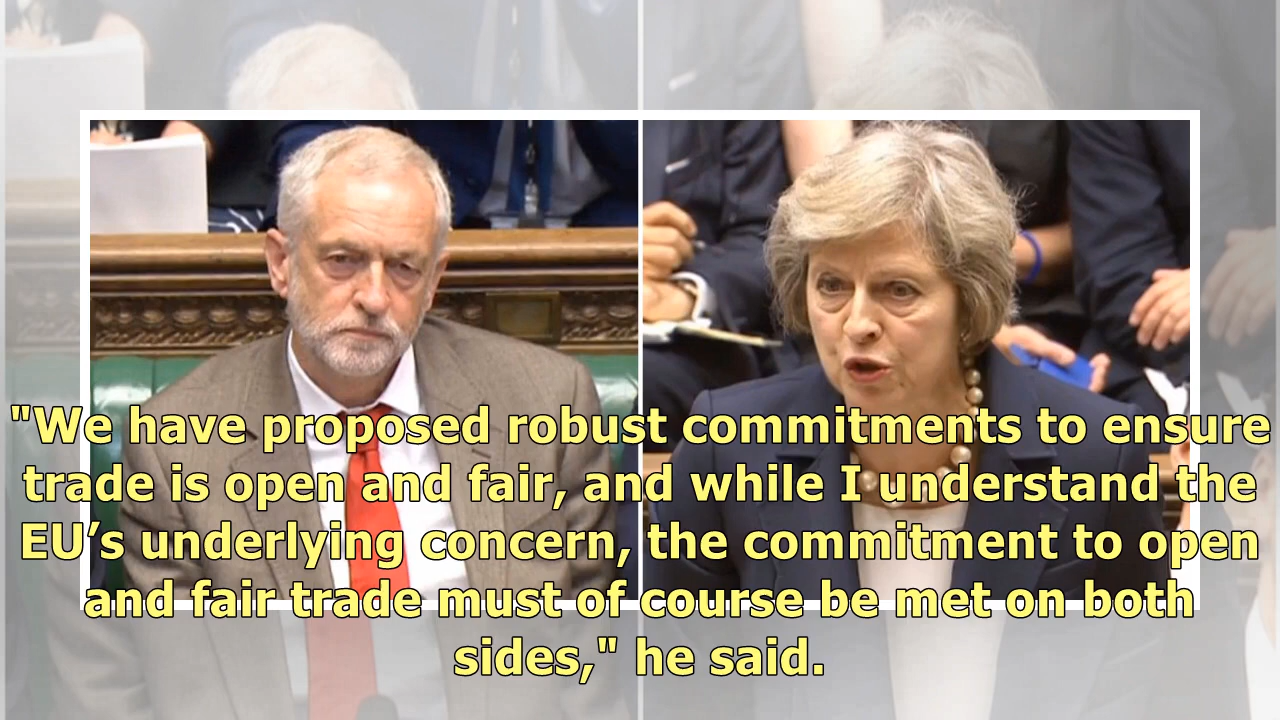 "We have proposed robust commitments to ensure
trade is open and fair, and while I understand the
EU’s underlying concern, the commitment to open
and fair trade must of course be met on both
sides," he said.